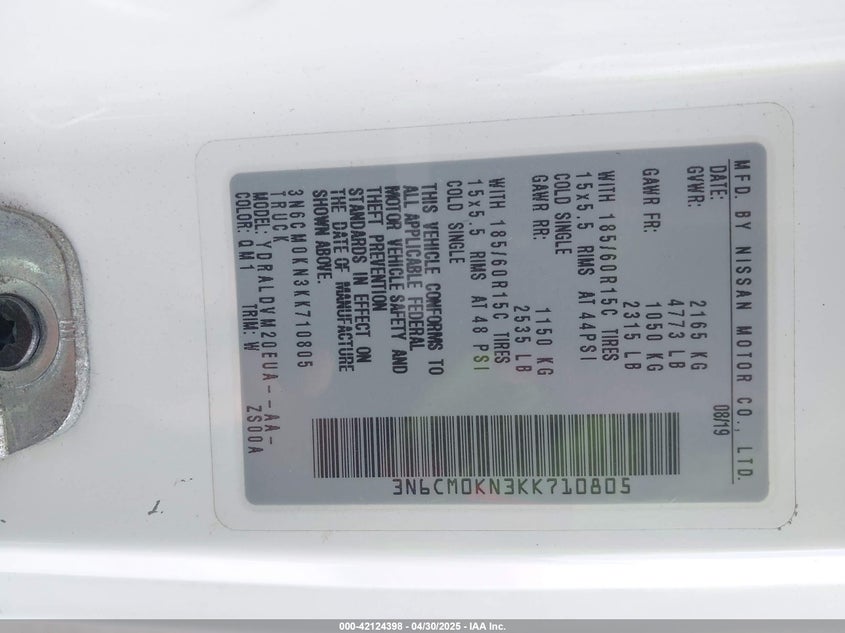 MFD. BY NISSAN MOTOR CO., LTD.
DATE: 08/19
GVWR: 2165 KG
4773 LB
GAWR FR: 1050 KG
2315 LB
WITH 185/60R15C TIRES
15x5.5 RIMS AT 44PSI
COLD SINGLE
GAWR RR: 1150 KG
2535 LB
WITH 185/60R15C TIRES
15x5.5 RIMS AT 48 PSI
COLD SINGLE
THIS VEHICLE CONFORMS TO
ALL APPLICABLE FEDERAL
MOTOR VEHICLE SAFETY AND
THEFT PREVENTION
STANDARDS IN EFFECT ON
THE DATE OF MANUFACTURE
SHOWN ABOVE.
3N6CM0KN3KK710805
TRUCK
MODEL: YDRALDVM20EUA--AA-
COLOR: QM1 TRIM: W ZS00A
3N6CM0KN3KK710805
000-42124398 - 04/30/2025 - IAA Inc.